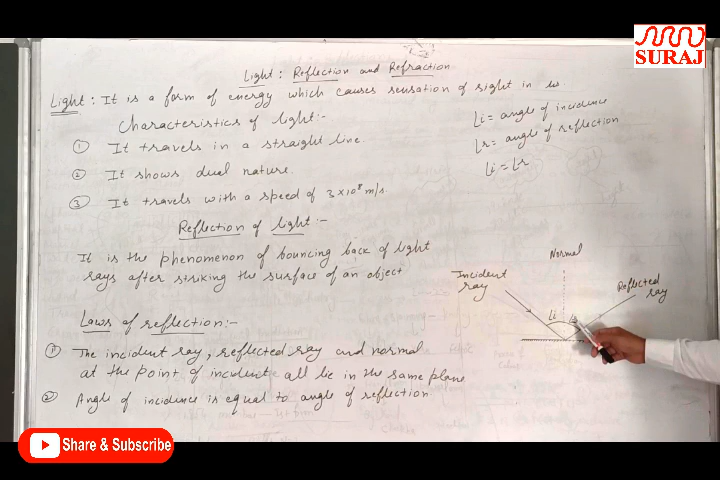 SURAJ
Light: Reflection and Refraction
Light: It is a form of energy which causes sensation of sight in us.
Characteristics of light:-
① It travels in a straight line.
② It shows dual nature.
③ It travels with a speed of 3×10⁸ m/s.
Reflection of light:-
It is the phenomenon of bouncing back of light
rays after striking the surface of an object
Laws of reflection:-
① The incident ray, reflected ray and normal
at the point of incident all lie in the same plane
② Angle of incidence is equal to angle of reflection.
∠i = angle of incidence
∠r = angle of reflection
∠i = ∠r
Normal
Incident
ray
Reflected
ray
∠i
Share & Subscribe